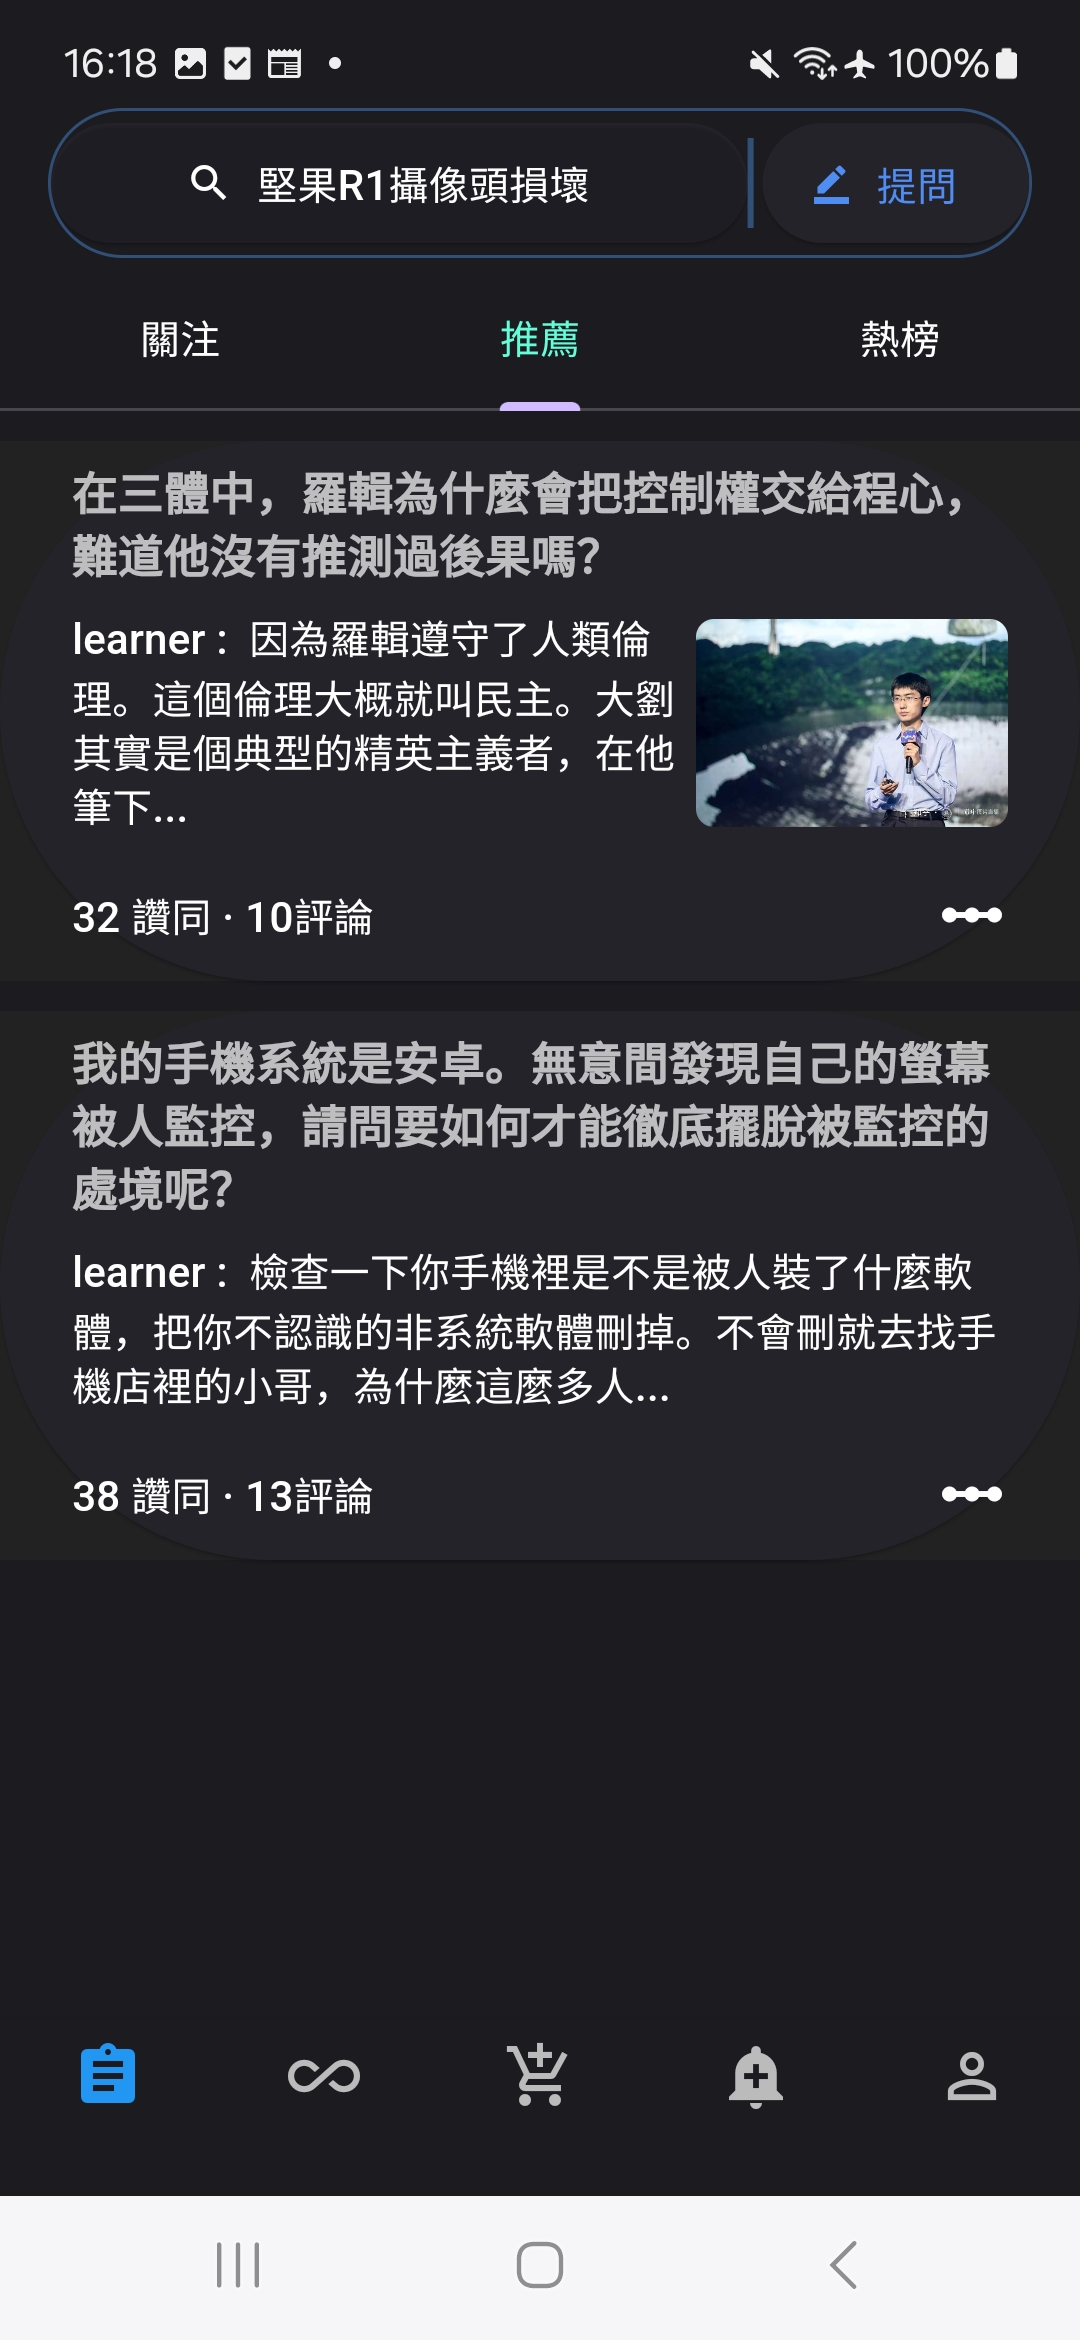 16:18
100%
堅果R1攝像頭損壞
提問
關注
推薦
熱榜
在三體中，羅輯為什麼會把控制權交給程心，
難道他沒有推測過後果嗎？
learner： 因為羅輯遵守了人類倫
理。這個倫理大概就叫民主。大劉
其實是個典型的精英主義者，在他
筆下...
32 讚同 · 10評論
我的手機系統是安卓。無意間發現自己的螢幕
被人監控，請問要如何才能徹底擺脫被監控的
處境呢？
learner： 檢查一下你手機裡是不是被人裝了什麼軟
體，把你不認識的非系統軟體刪掉。不會刪就去找手
機店裡的小哥，為什麼這麼多人...
38 讚同 · 13評論